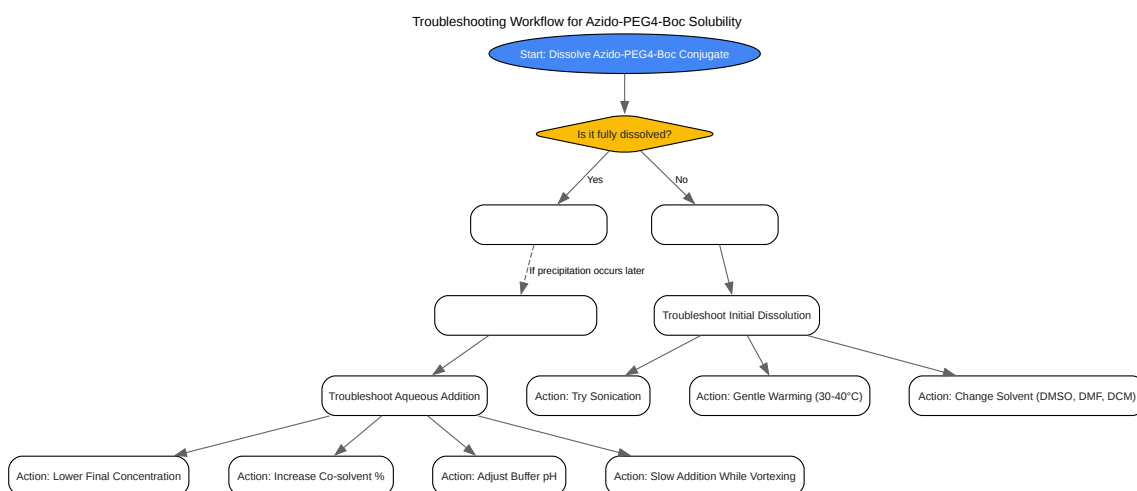 Troubleshooting Workflow for Azido-PEG4-Boc Solubility
Start: Dissolve Azido-PEG4-Boc Conjugate
Is it fully dissolved?
Yes
No
If precipitation occurs later
Troubleshoot Initial Dissolution
Troubleshoot Aqueous Addition
Action: Try Sonication
Action: Gentle Warming (30-40°C)
Action: Change Solvent (DMSO, DMF, DCM)
Action: Lower Final Concentration
Action: Increase Co-solvent %
Action: Adjust Buffer pH
Action: Slow Addition While Vortexing